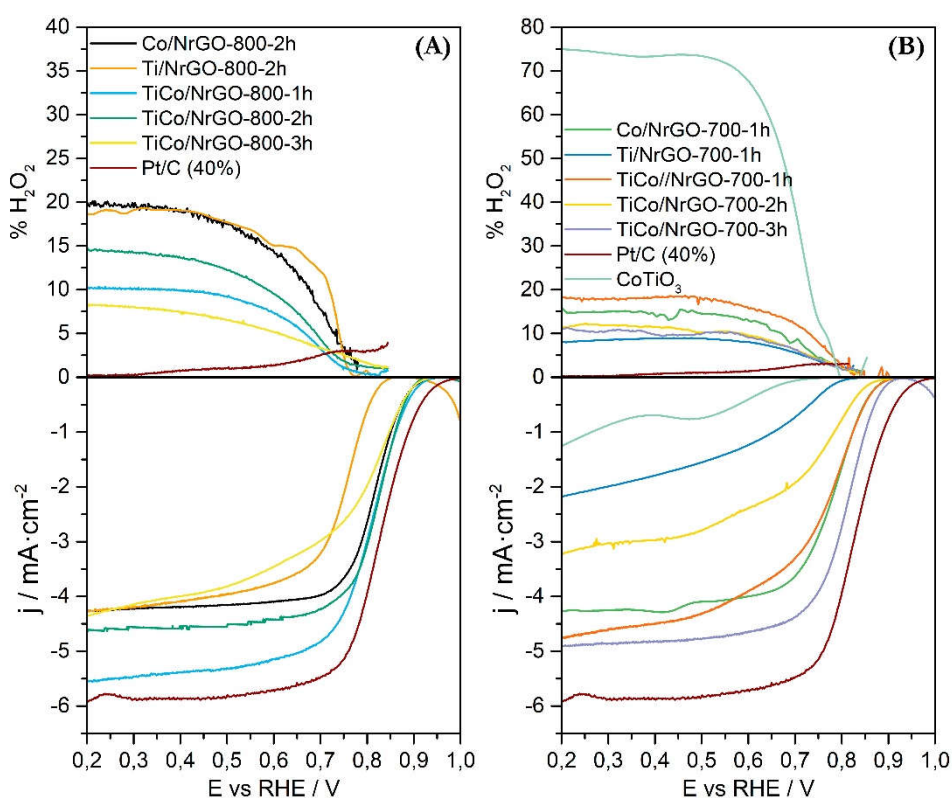 (A)
40
35
30
25
20
15
10
5
0
% H₂O₂
Co/NrGO-800-2h
Ti/NrGO-800-2h
TiCo/NrGO-800-1h
TiCo/NrGO-800-2h
TiCo/NrGO-800-3h
Pt/C (40%)
-1
-2
-3
-4
-5
-6
j / mA·cm⁻²
0,2 0,3 0,4 0,5 0,6 0,7 0,8 0,9 1,0
E vs RHE / V
(B)
80
70
60
50
40
30
20
10
0
% H₂O₂
Co/NrGO-700-1h
Ti/NrGO-700-1h
TiCo//NrGO-700-1h
TiCo/NrGO-700-2h
TiCo/NrGO-700-3h
Pt/C (40%)
CoTiO₃
-1
-2
-3
-4
-5
-6
j / mA·cm⁻²
0,2 0,3 0,4 0,5 0,6 0,7 0,8 0,9 1,0
E vs RHE / V